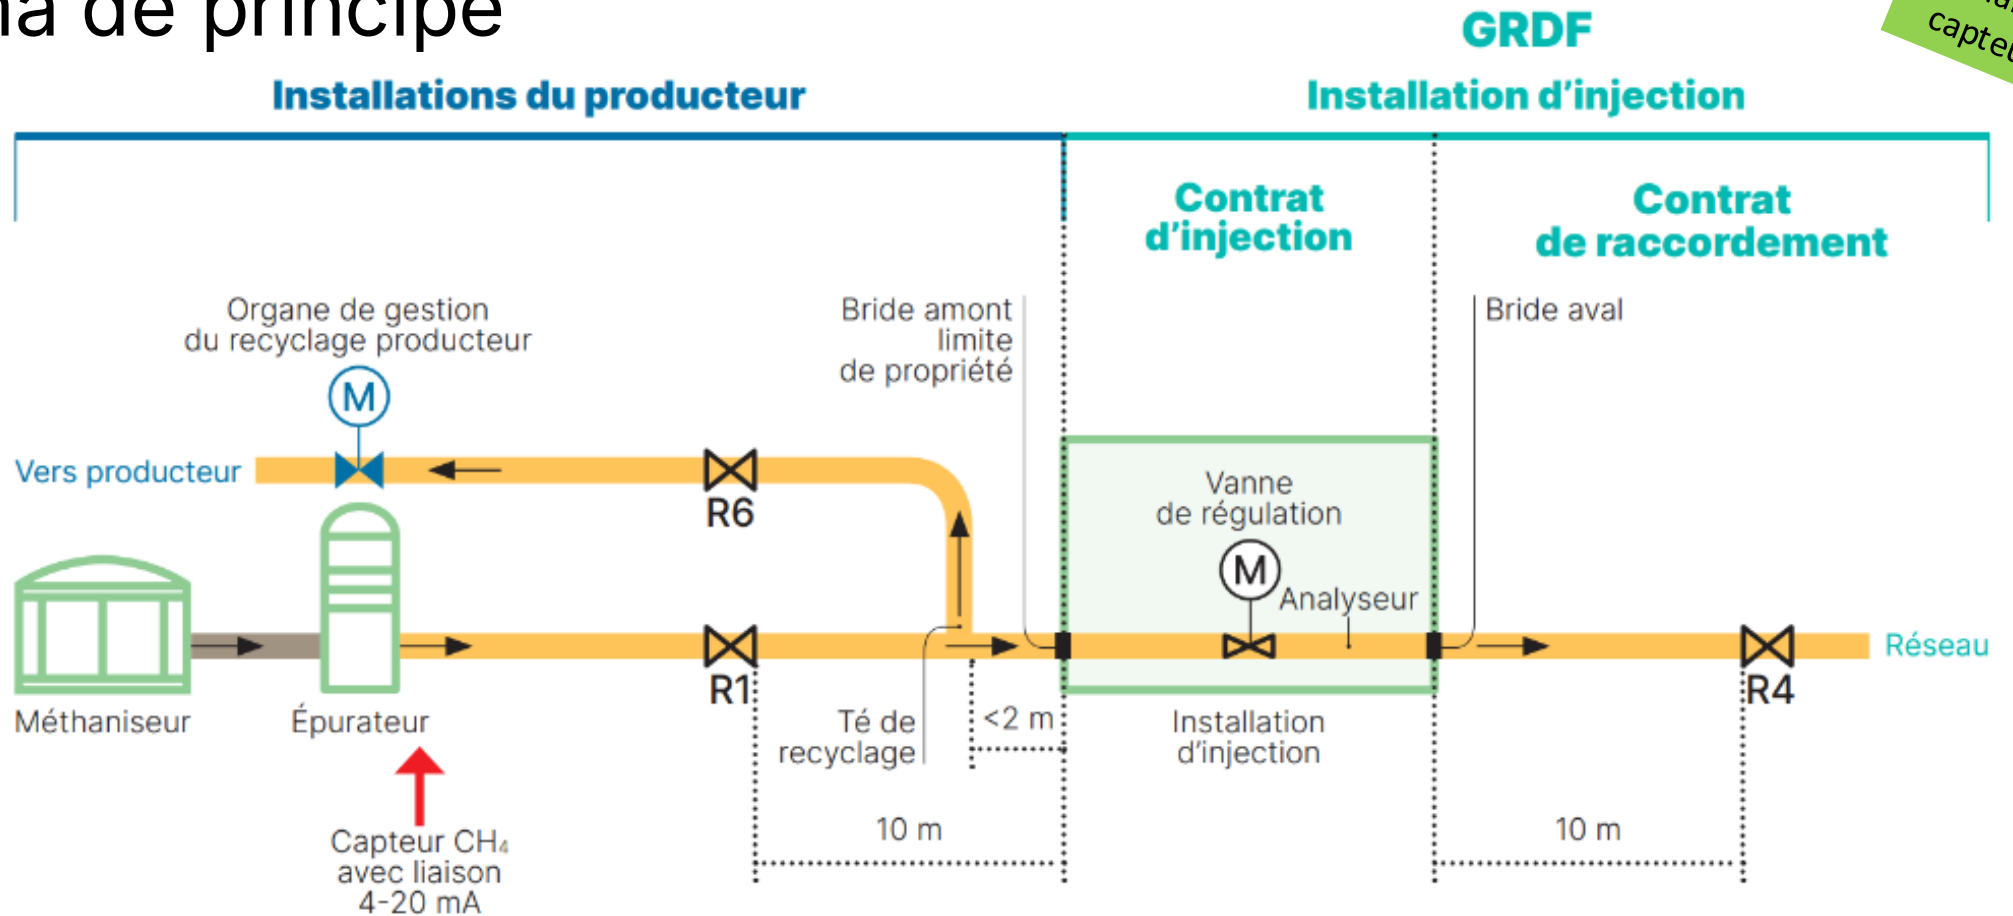 de principe
GRDF
Installations du producteur
Installation d'injection
Contrat
d'injection
Contrat
de raccordement
Organe de gestion
du recyclage producteur
Bride amont
limite
de propriété
Bride aval
M
Vers producteur
R6
Vanne
de régulation
M
Analyseur
Réseau
R1
R4
Méthaniseur
Épurateur
Té de
recyclage
<2 m
Installation
d'injection
10 m
10 m
Capteur CH₄
avec liaison
4-20 mA